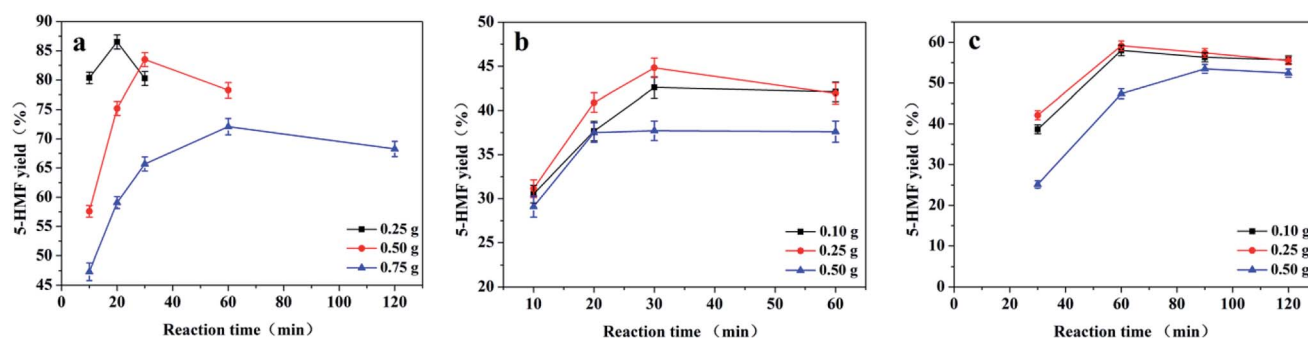 a
5-HMF yield (%)
90
85
80
75
70
65
60
55
50
45
0 20 40 60 80 100 120
Reaction time (min)
0.25 g
0.50 g
0.75 g
b
5-HMF yield (%)
50
45
40
35
30
25
20
10 20 30 40 50 60
Reaction time (min)
0.10 g
0.25 g
0.50 g
c
5-HMF yield (%)
60
50
40
30
20
10
0
0 20 40 60 80 100 120
Reaction time (min)
0.10 g
0.25 g
0.50 g